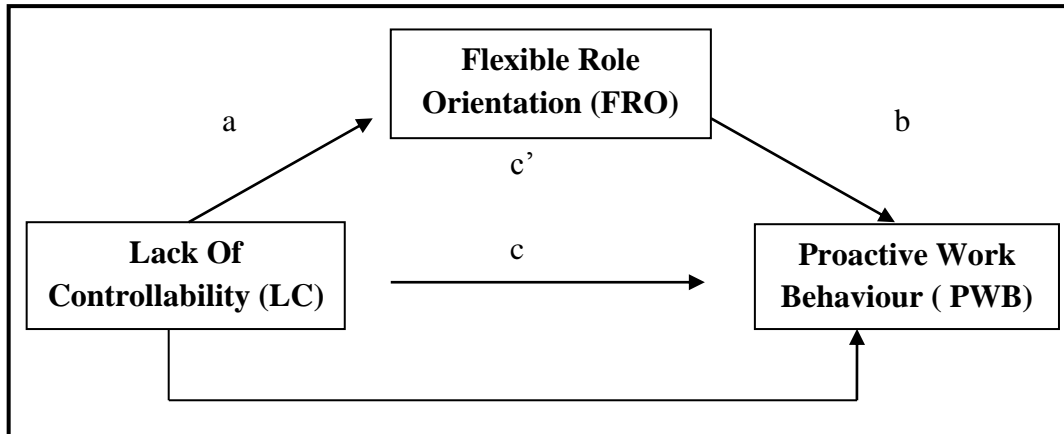 Flexible Role
Orientation (FRO)
a
b
c’
Lack Of
Controllability (LC)
c
Proactive Work
Behaviour ( PWB)